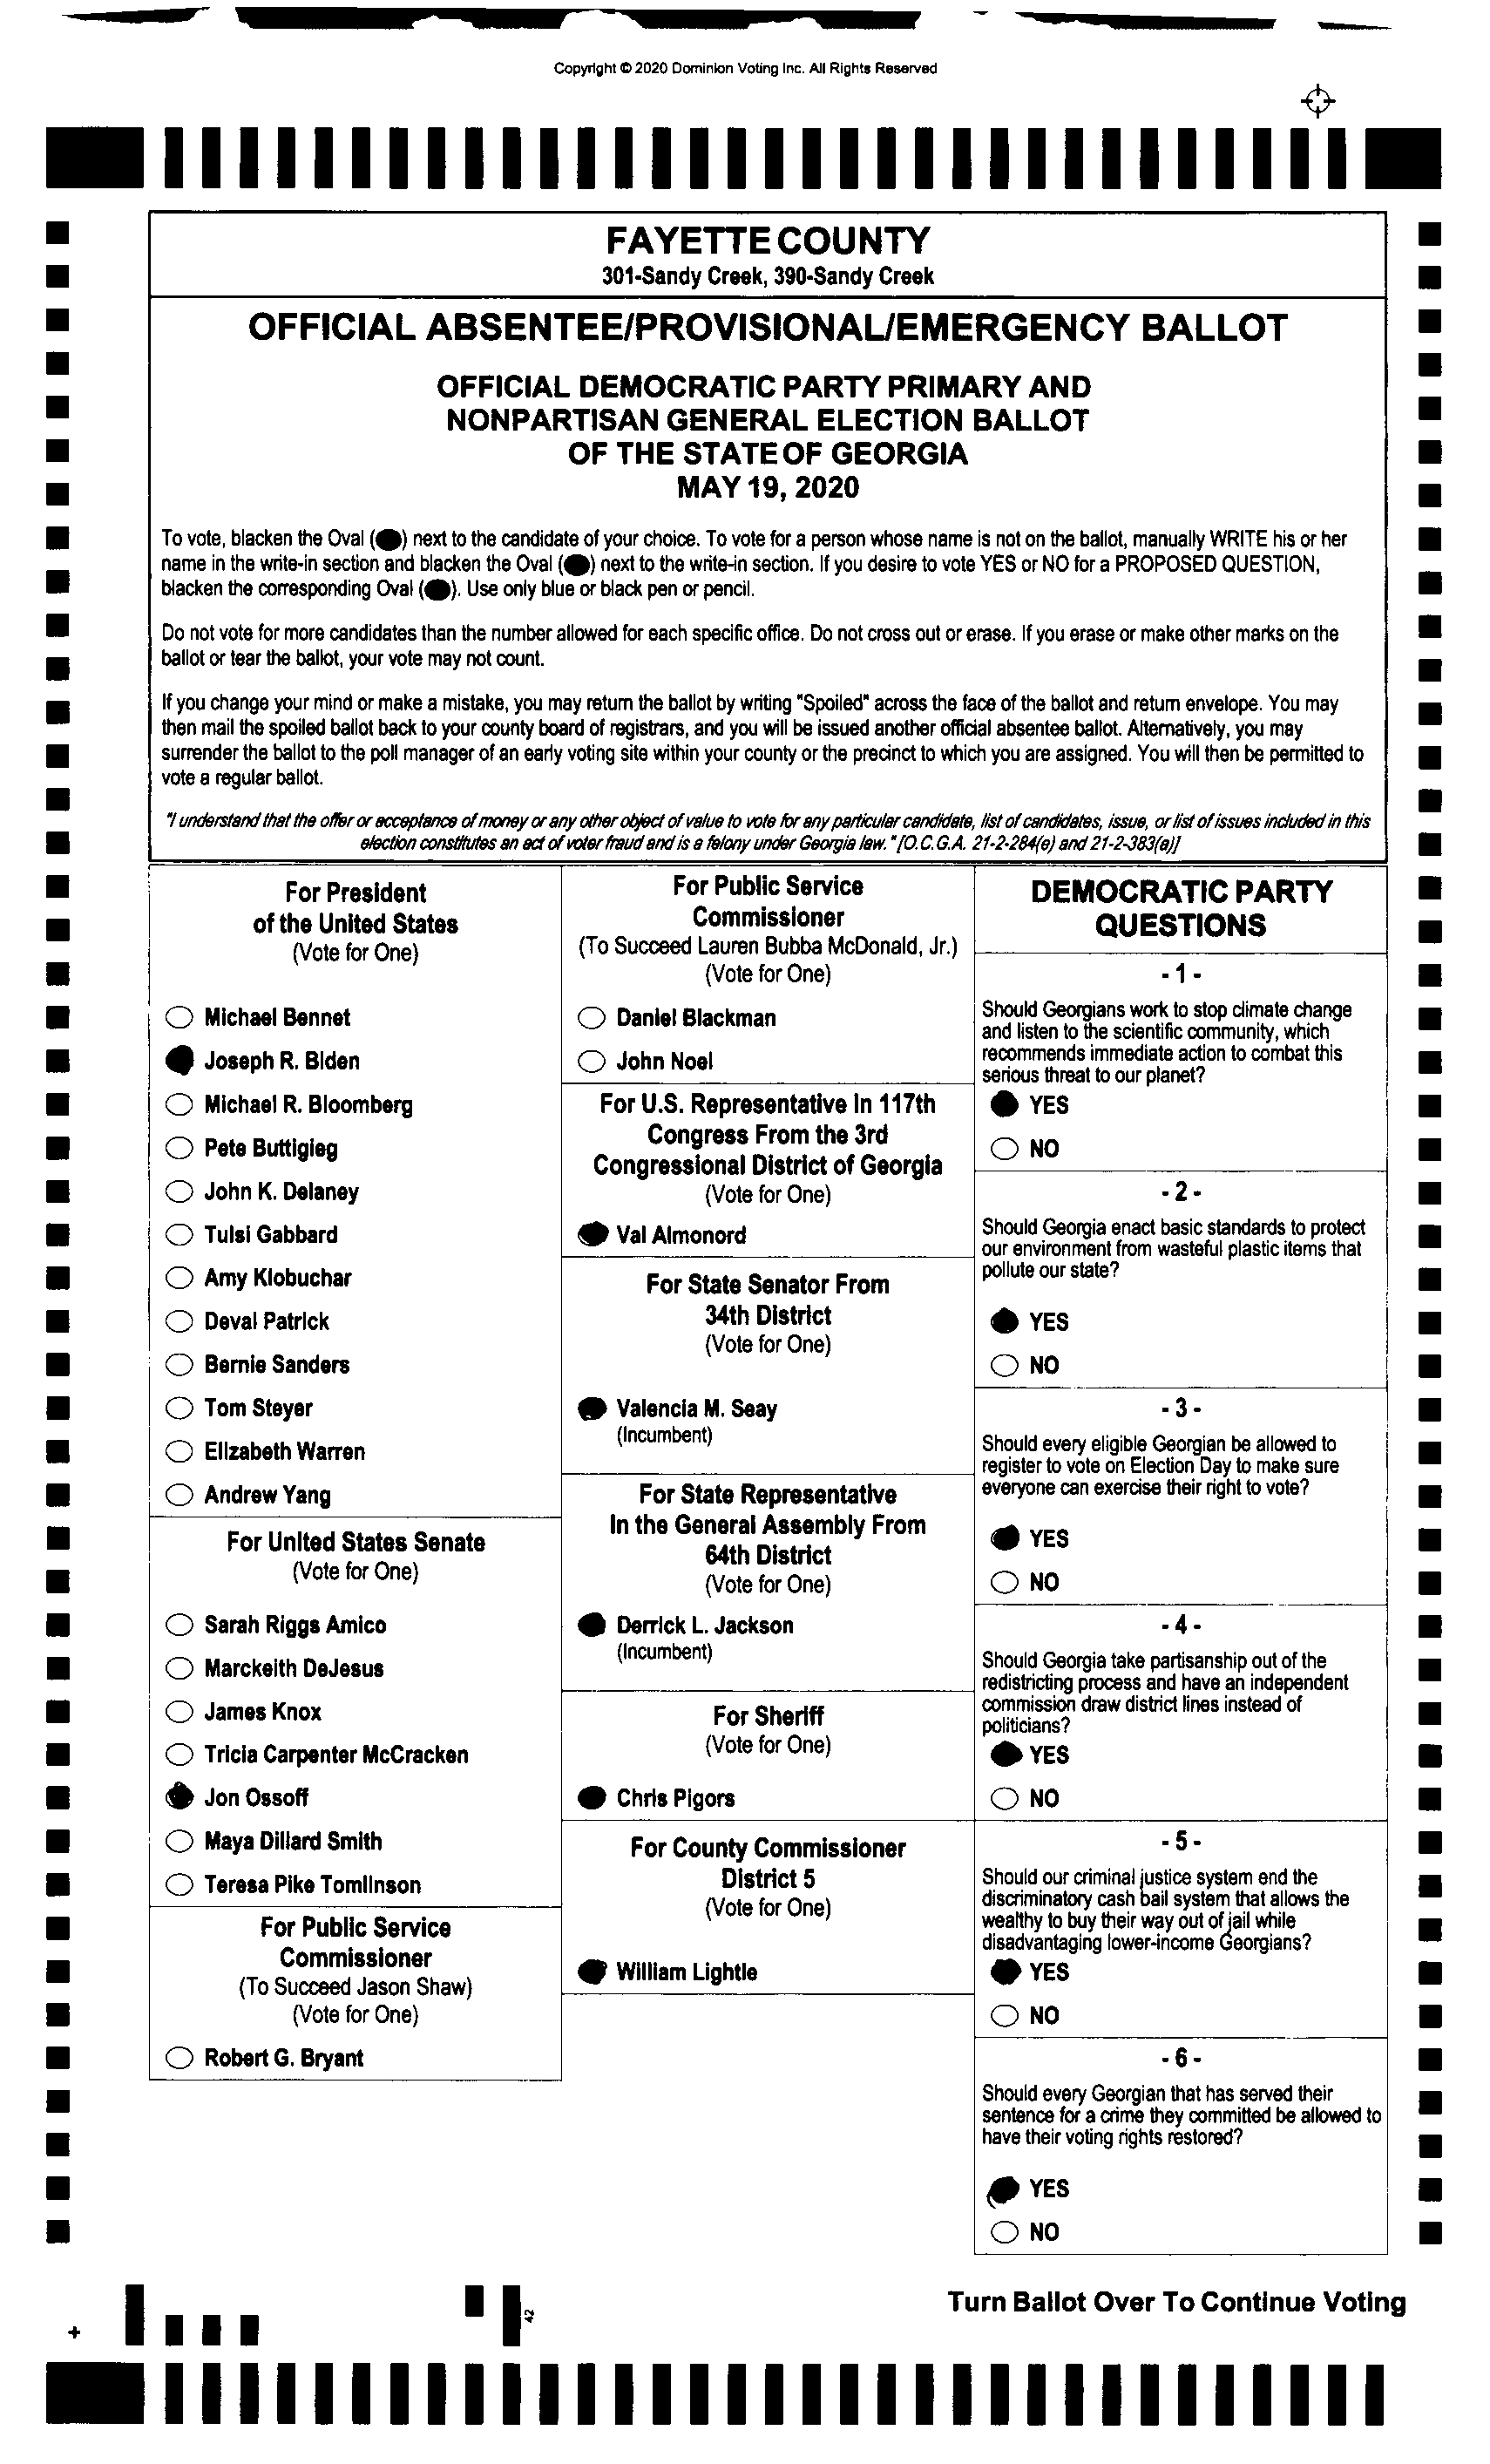 Copyright © 2020 Dominion Voting Inc. All Rights Reserved
FAYETTE COUNTY
301-Sandy Creek, 390-Sandy Creek
OFFICIAL ABSENTEE/PROVISIONAL/EMERGENCY BALLOT
OFFICIAL DEMOCRATIC PARTY PRIMARY AND
NONPARTISAN GENERAL ELECTION BALLOT
OF THE STATE OF GEORGIA
MAY 19, 2020
To vote, blacken the Oval (⬬) next to the candidate of your choice. To vote for a person whose name is not on the ballot, manually WRITE his or her
name in the write-in section and blacken the Oval (⬬) next to the write-in section. If you desire to vote YES or NO for a PROPOSED QUESTION,
blacken the corresponding Oval (⬬). Use only blue or black pen or pencil.
Do not vote for more candidates than the number allowed for each specific office. Do not cross out or erase. If you erase or make other marks on the
ballot or tear the ballot, your vote may not count.
If you change your mind or make a mistake, you may return the ballot by writing "Spoiled" across the face of the ballot and return envelope. You may
then mail the spoiled ballot back to your county board of registrars, and you will be issued another official absentee ballot. Alternatively, you may
surrender the ballot to the poll manager of an early voting site within your county or the precinct to which you are assigned. You will then be permitted to
vote a regular ballot.
"I understand that the offer or acceptance of money or any other object of value to vote for any particular candidate, list of candidates, issue, or list of issues included in this
election constitutes an act of voter fraud and is a felony under Georgia law." [O.C.G.A. 21-2-284(e) and 21-2-383(a)]
For President
of the United States
(Vote for One)
Michael Bennet
Joseph R. Biden
Michael R. Bloomberg
Pete Buttigieg
John K. Delaney
Tulsi Gabbard
Amy Klobuchar
Deval Patrick
Bernie Sanders
Tom Steyer
Elizabeth Warren
Andrew Yang
For United States Senate
(Vote for One)
Sarah Riggs Amico
Marckeith DeJesus
James Knox
Tricia Carpenter McCracken
Jon Ossoff
Maya Dillard Smith
Teresa Pike Tomlinson
For Public Service
Commissioner
(To Succeed Jason Shaw)
(Vote for One)
Robert G. Bryant
For Public Service
Commissioner
(To Succeed Lauren Bubba McDonald, Jr.)
(Vote for One)
Daniel Blackman
John Noel
For U.S. Representative in 117th
Congress From the 3rd
Congressional District of Georgia
(Vote for One)
Val Almonord
For State Senator From
34th District
(Vote for One)
Valencia M. Seay
(Incumbent)
For State Representative
In the General Assembly From
64th District
(Vote for One)
Derrick L. Jackson
(Incumbent)
For Sheriff
(Vote for One)
Chris Pigors
For County Commissioner
District 5
(Vote for One)
William Lightle
DEMOCRATIC PARTY
QUESTIONS
- 1 -
Should Georgians work to stop climate change
and listen to the scientific community, which
recommends immediate action to combat this
serious threat to our planet?
YES
NO
- 2 -
Should Georgia enact basic standards to protect
our environment from wasteful plastic items that
pollute our state?
YES
NO
- 3 -
Should every eligible Georgian be allowed to
register to vote on Election Day to make sure
everyone can exercise their right to vote?
YES
NO
- 4 -
Should Georgia take partisanship out of the
redistricting process and have an independent
commission draw district lines instead of
politicians?
YES
NO
- 5 -
Should our criminal justice system end the
discriminatory cash bail system that allows the
wealthy to buy their way out of jail while
disadvantaging lower-income Georgians?
YES
NO
- 6 -
Should every Georgian that has served their
sentence for a crime they committed be allowed to
have their voting rights restored?
YES
NO
Turn Ballot Over To Continue Voting
42
+